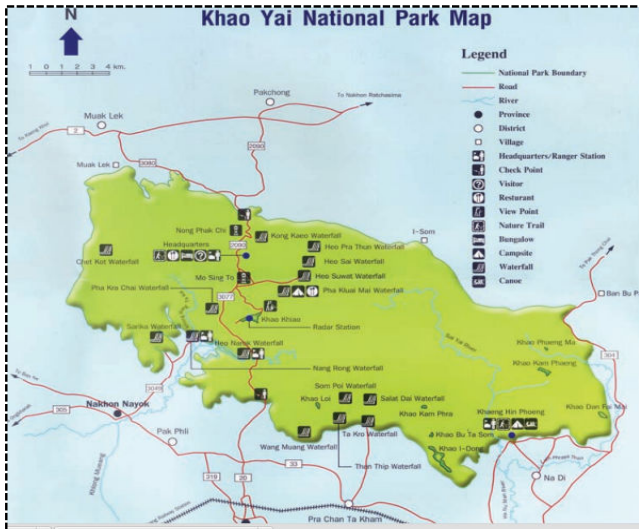 Khao Yai National Park Map
N
1 0 1 2 3 4 km.
Legend
National Park Boundary
Road
River
Province
District
Village
Headquarters/Ranger Station
Check Point
Visitor
Resturant
View Point
Nature Trail
Bungalow
Campsite
Waterfall
Canoe
Pakchong
To Nakhon Ratchasima
Muak Lek
2
2090
Muak Lek
3080
Nong Phak Chi
Kong Kaeo Waterfall
I-Som
Headquarters
2090
Heo Pra Thun Waterfall
Chet Kot Waterfall
Heo Sai Waterfall
Mo Sing To
Heo Suwat Waterfall
Pha Kra Chai Waterfall
Pha Kluai Mai Waterfall
3077
Khao Khiao
Radar Station
Sarika Waterfall
Heo Narok Waterfall
Nang Rong Waterfall
Ban Bu P
Khao Phaeng Ma
304
Khao Kam Phaeng
3049
Som Poi Waterfall
Khao Loi
Salat Dai Waterfall
Khao Kam Phra
Khaeng Hin Phoeng
Khao Dan Fai Mai
305
Nakhon Nayok
Pak Phli
Ta Kro Waterfall
Khao Bu Ta Som
Wang Muang Waterfall
Khao I-Dong
Than Thip Waterfall
33
Na Di
319
20
Pra Chan Ta Kham